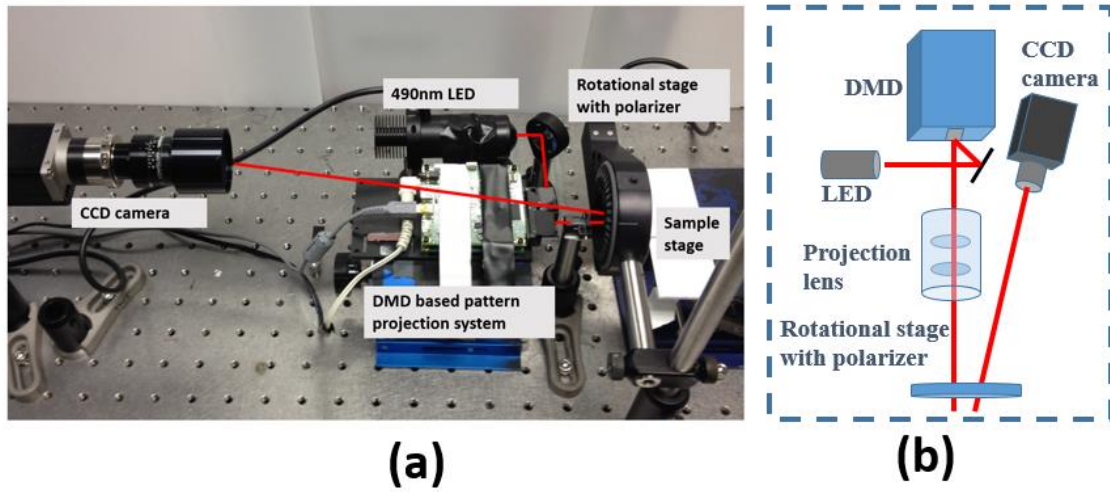 490nm LED
Rotational stage
with polarizer
CCD camera
Sample
stage
DMD based pattern
projection system
(a)
CCD
camera
DMD
LED
Projection
lens
Rotational stage
with polarizer
(b)